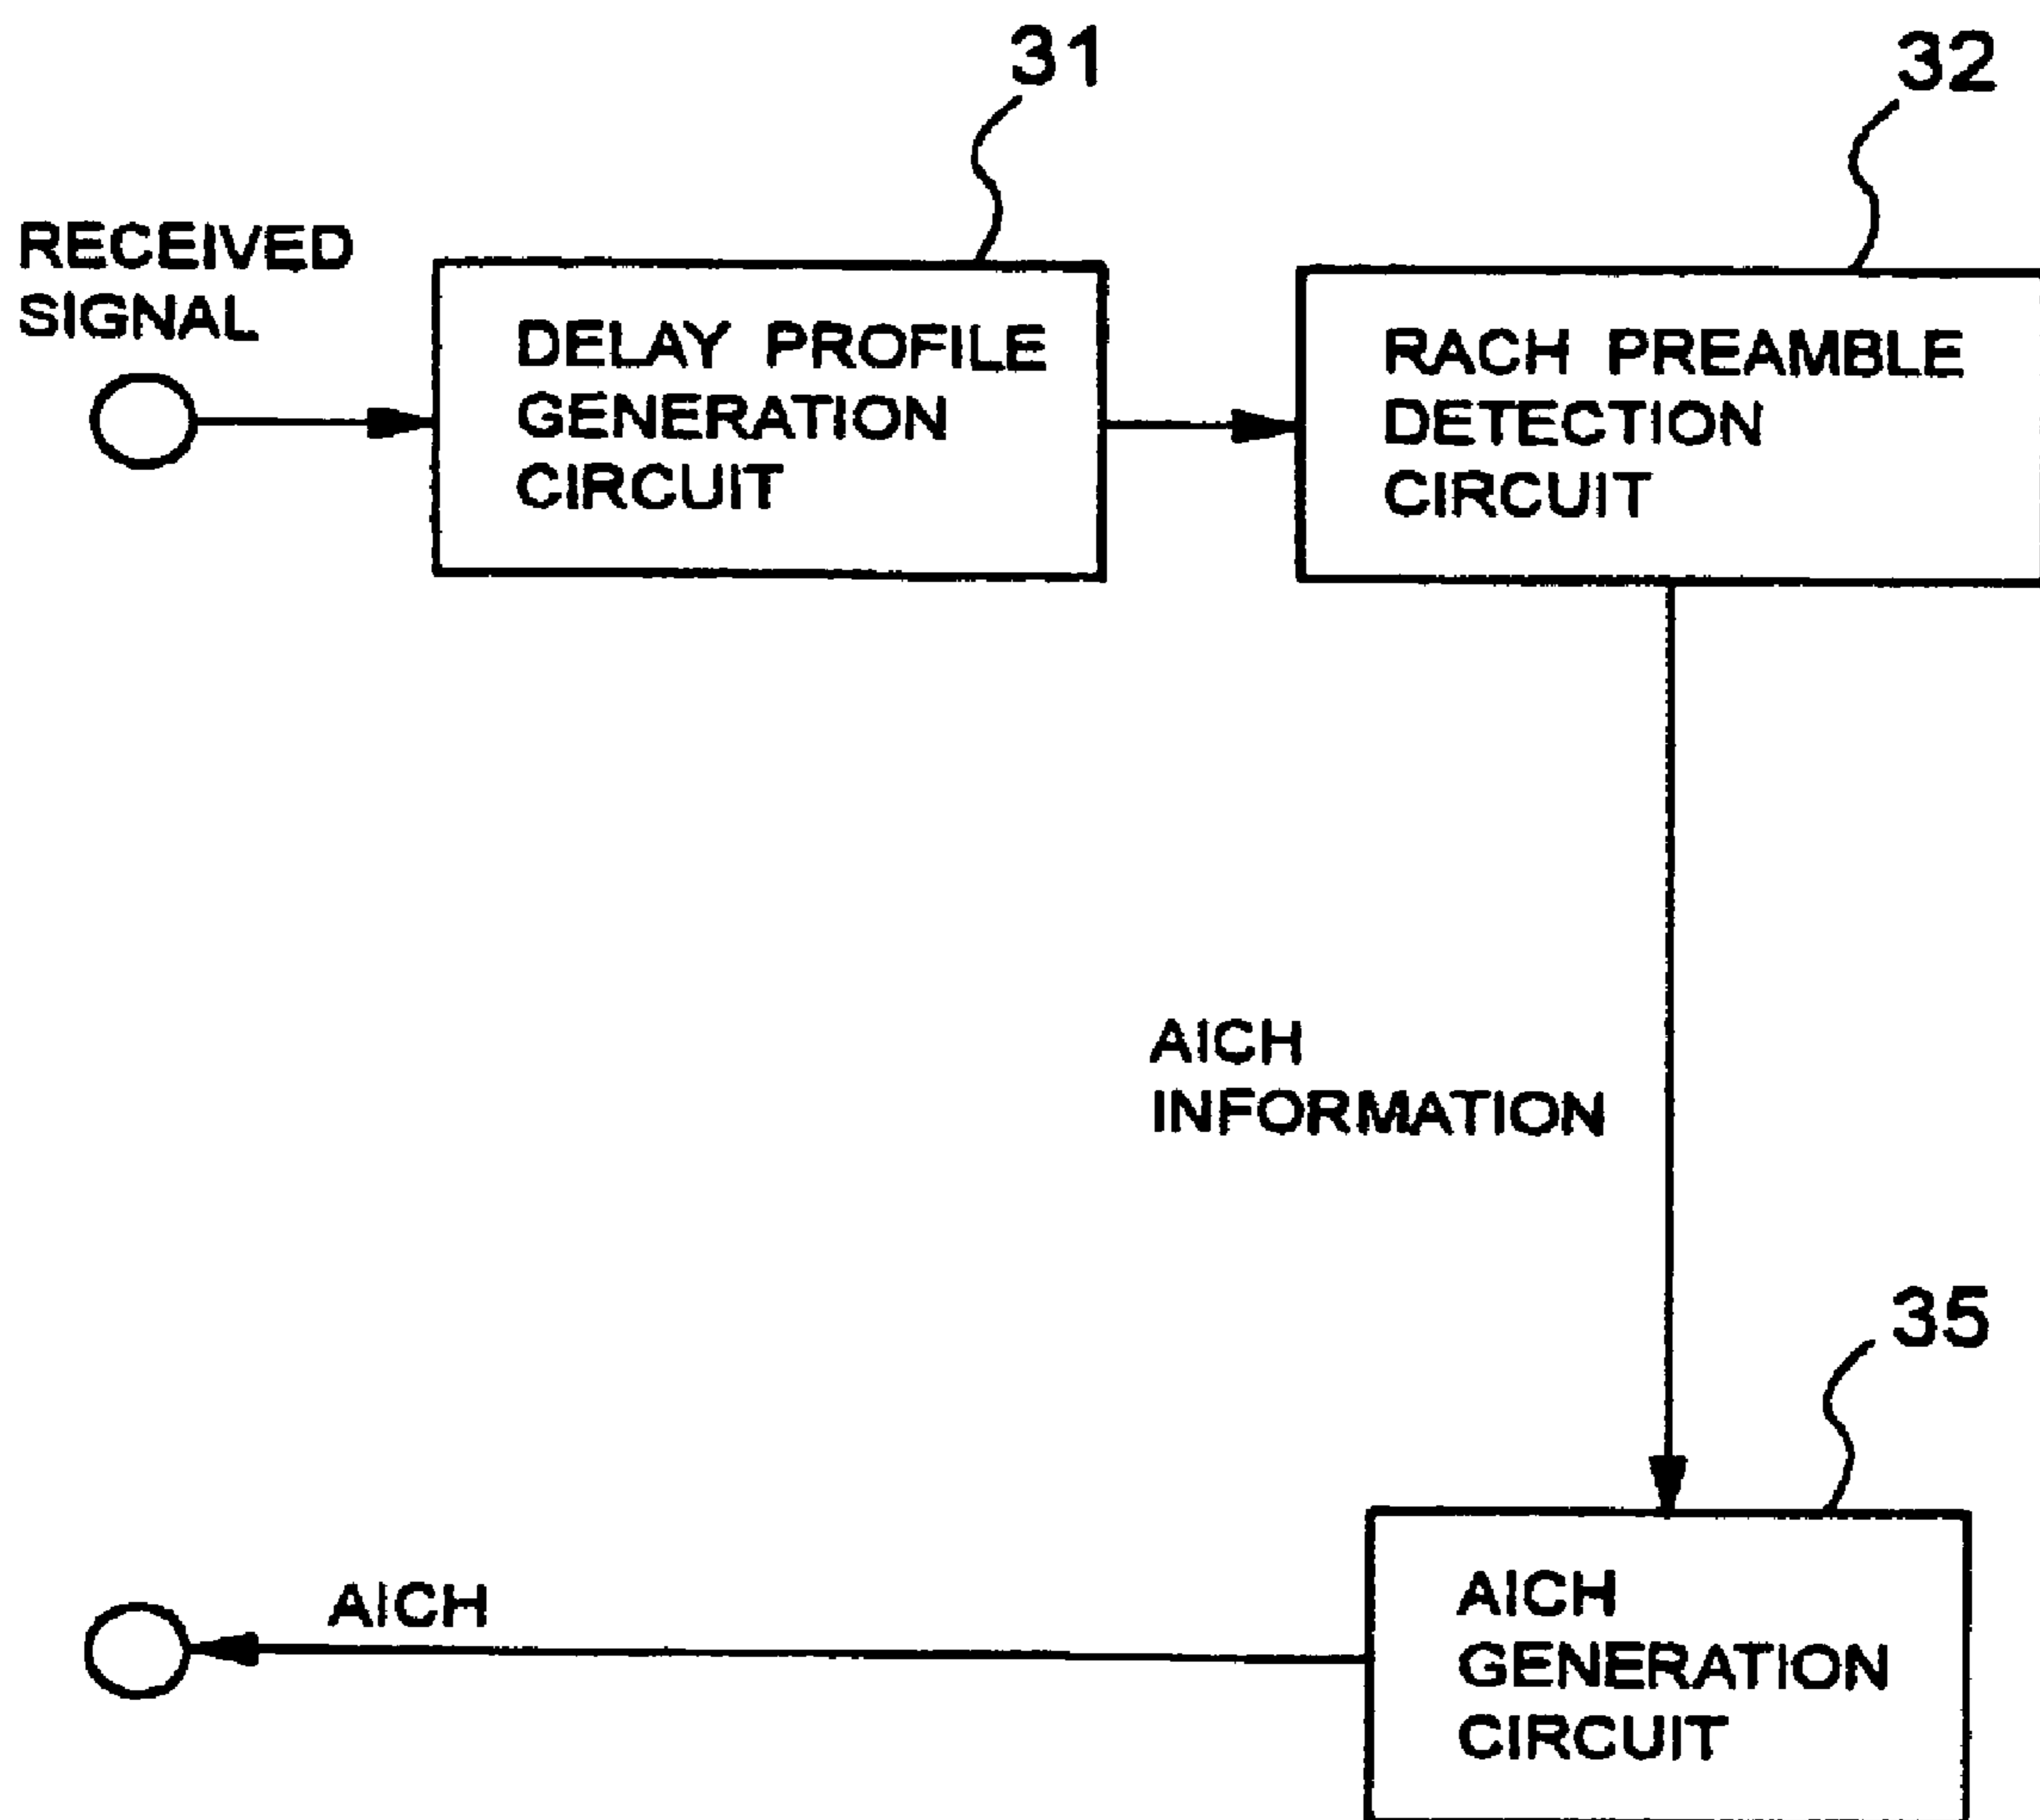 31
32
RECEIVED
SIGNAL
DELAY PROFILE
GENERATION
CIRCUIT
RACH PREAMBLE
DETECTION
CIRCUIT
AICH
INFORMATION
35
AICH
AICH
GENERATION
CIRCUIT